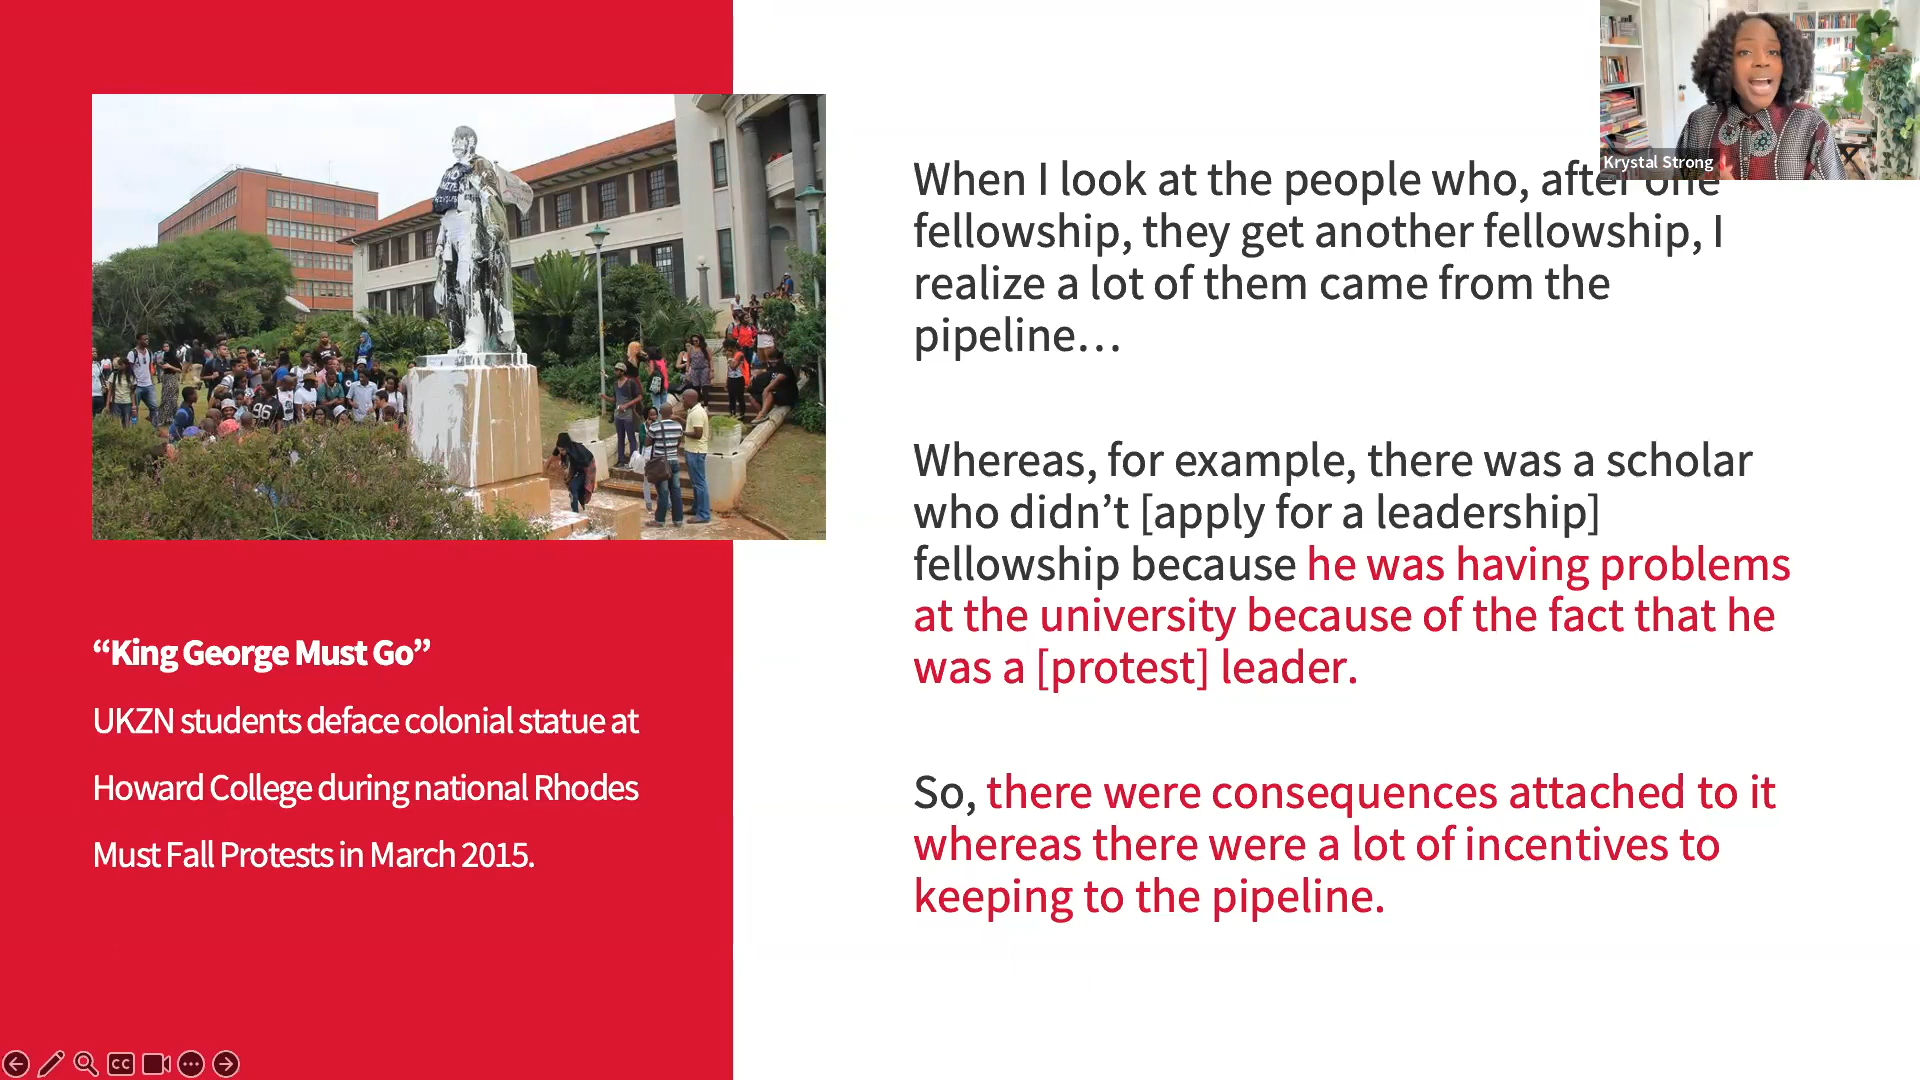 Krystal Strong
When I look at the people who, after one
fellowship, they get another fellowship, I
realize a lot of them came from the
pipeline…
Whereas, for example, there was a scholar
who didn’t [apply for a leadership]
fellowship because he was having problems
at the university because of the fact that he
was a [protest] leader.
So, there were consequences attached to it
whereas there were a lot of incentives to
keeping to the pipeline.
96
“King George Must Go”
UKZN students deface colonial statue at
Howard College during national Rhodes
Must Fall Protests in March 2015.
CC